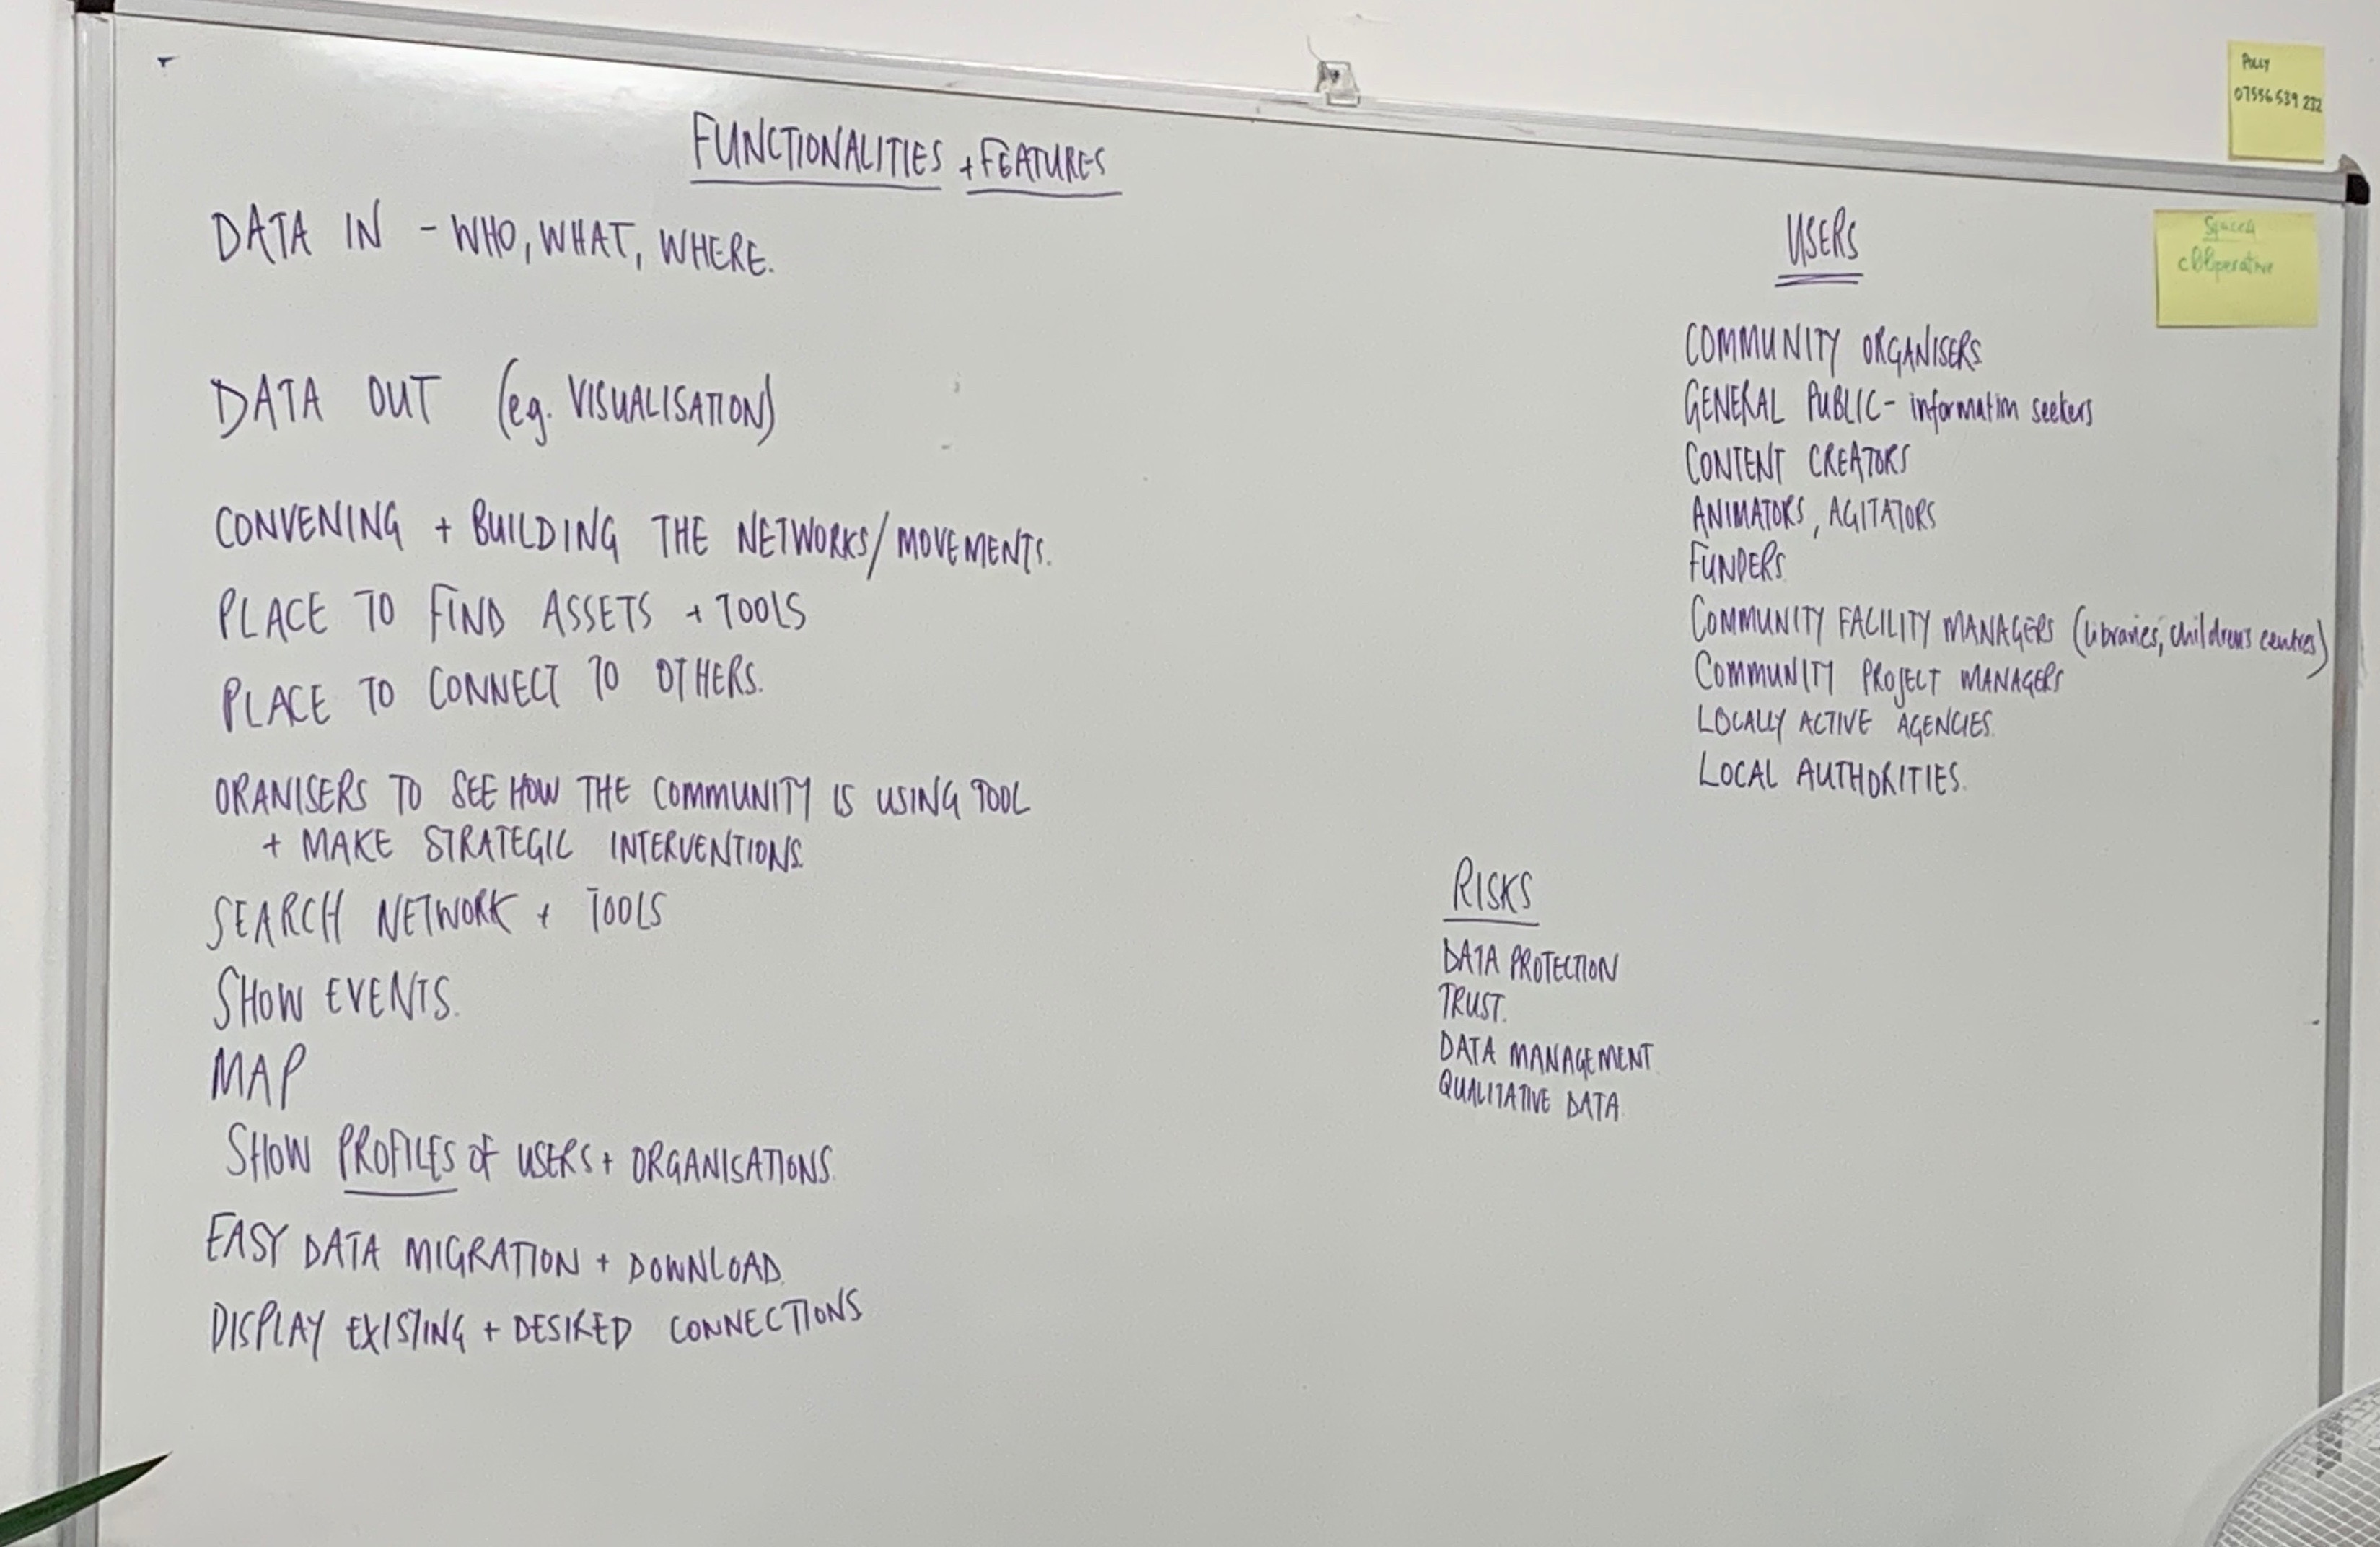 FUNCTIONALITIES + FEATURES
DATA IN - WHO, WHAT, WHERE.
DATA OUT (eg. VISUALISATION)
CONVENING + BUILDING THE NETWORKS/MOVEMENTS.
PLACE TO FIND ASSETS + TOOLS
PLACE TO CONNECT TO OTHERS.
ORANISERS TO SEE HOW THE COMMUNITY IS USING TOOL
+ MAKE STRATEGIC INTERVENTIONS.
SEARCH NETWORK + TOOLS
SHOW EVENTS.
MAP
SHOW PROFILES OF USERS + ORGANISATIONS.
EASY DATA MIGRATION + DOWNLOAD.
DISPLAY EXISTING + DESIRED CONNECTIONS
USERS
COMMUNITY ORGANISERS
GENERAL PUBLIC - information seekers
CONTENT CREATORS
ANIMATORS, AGITATORS
FUNDERS
COMMUNITY FACILITY MANAGERS (libraries, childrens centres)
COMMUNITY PROJECT MANAGERS
LOCALLY ACTIVE AGENCIES.
LOCAL AUTHORITIES.
RISKS
DATA PROTECTION
TRUST.
DATA MANAGEMENT
QUALITATIVE DATA
POLLY
07556 539 232